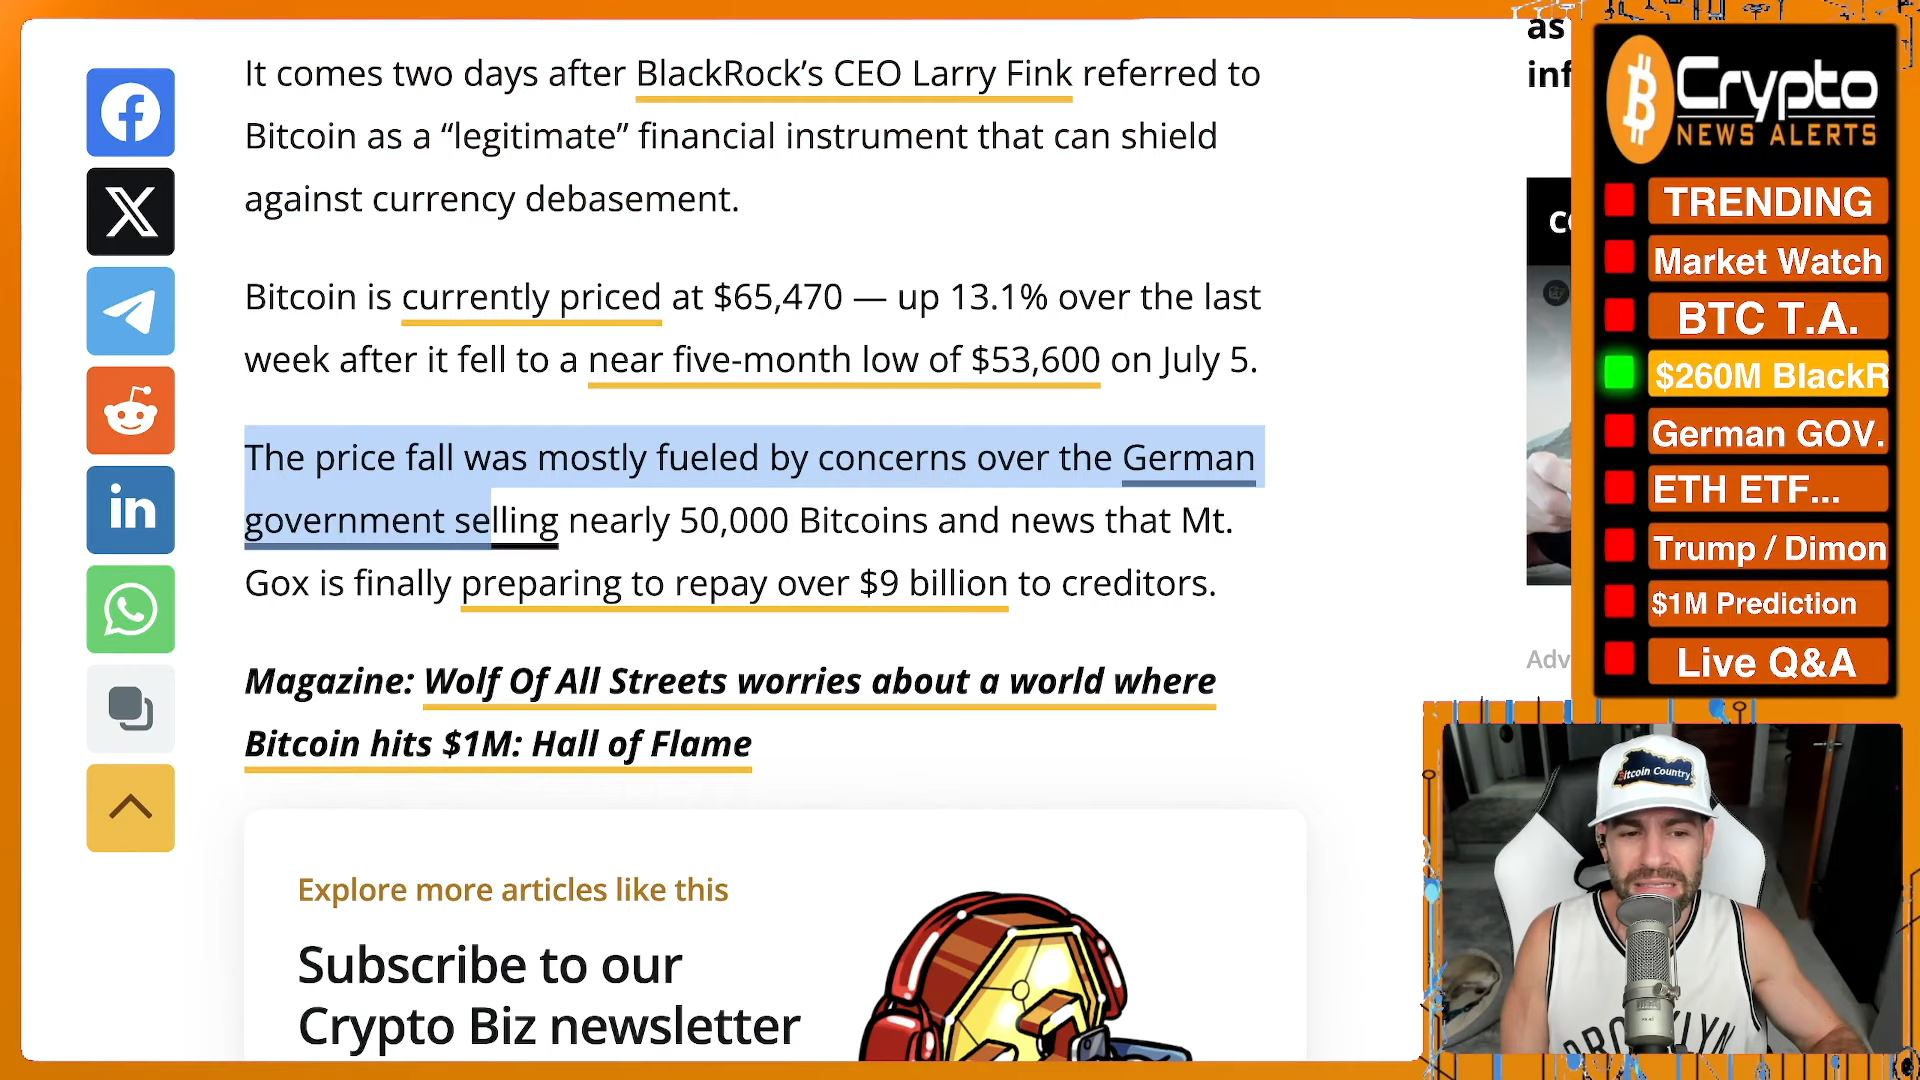 It comes two days after BlackRock’s CEO Larry Fink referred to
Bitcoin as a “legitimate” financial instrument that can shield
against currency debasement.
Bitcoin is currently priced at $65,470 — up 13.1% over the last
week after it fell to a near five-month low of $53,600 on July 5.
The price fall was mostly fueled by concerns over the German
government selling nearly 50,000 Bitcoins and news that Mt.
Gox is finally preparing to repay over $9 billion to creditors.
Magazine: Wolf Of All Streets worries about a world where
Bitcoin hits $1M: Hall of Flame
Explore more articles like this
Subscribe to our
Crypto Biz newsletter
as
inf
Adv
Crypto
NEWS ALERTS
TRENDING
Market Watch
BTC T.A.
$260M BlackR
German GOV.
ETH ETF...
Trump / Dimon
$1M Prediction
Live Q&A
Bitcoin Country
BROOKLYN